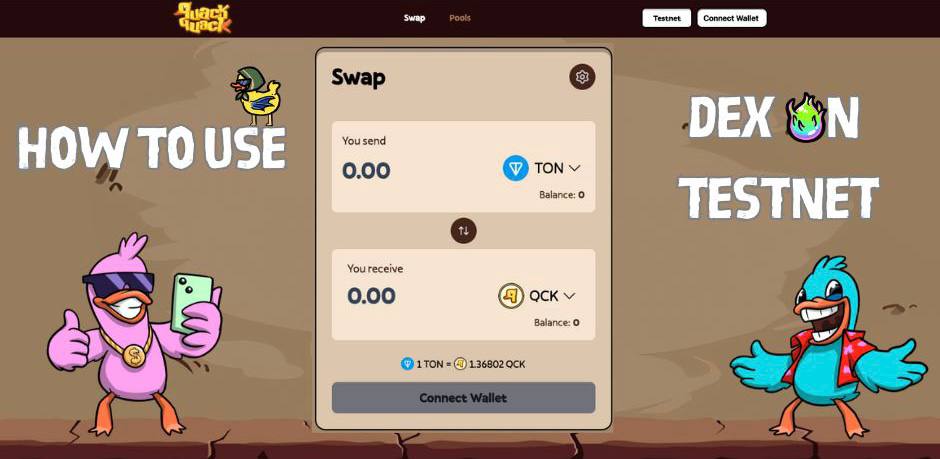 Quack
Quack
Swap
Pools
Testnet
Connect Wallet
HOW TO USE
DEX ON
TESTNET
Swap
You send
0.00
TON
Balance: 0
You receive
0.00
QCK
Balance: 0
1 TON = 1.36802 QCK
Connect Wallet